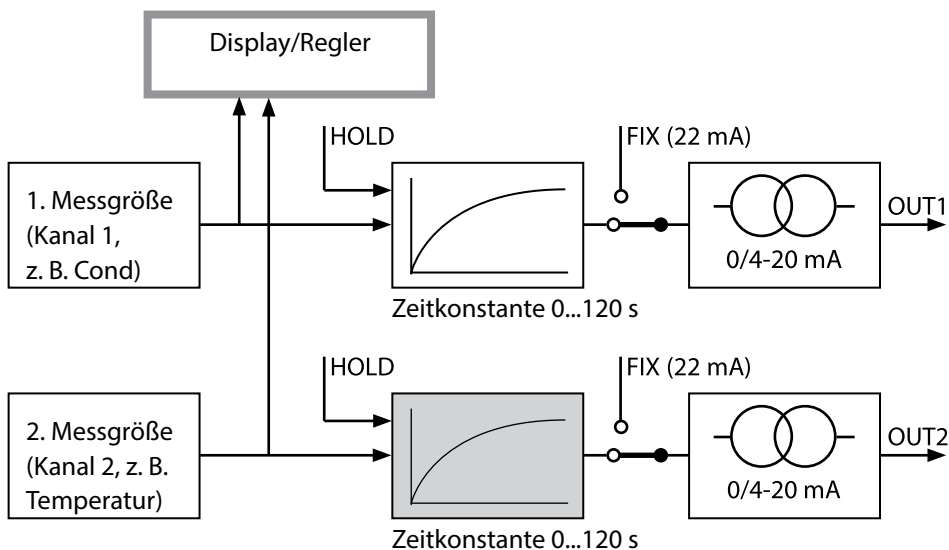 Display/Regler
HOLD
FIX (22 mA)
1. Messgröße
(Kanal 1,
z. B. Cond)
OUT1
0/4-20 mA
Zeitkonstante 0...120 s
HOLD
FIX (22 mA)
2. Messgröße
(Kanal 2, z. B.
Temperatur)
OUT2
0/4-20 mA
Zeitkonstante 0...120 s